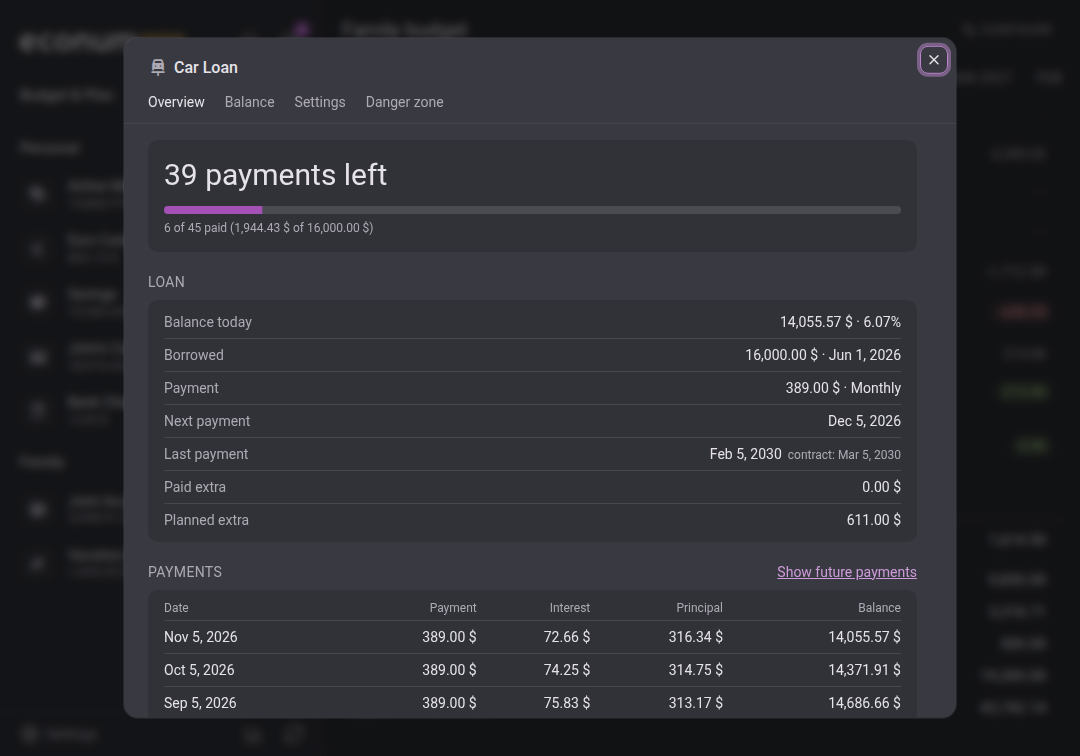 Family budget
Car Loan
Overview Balance Settings Danger zone
39 payments left
6 of 45 paid (1,944.43 $ of 16,000.00 $)
LOAN
Balance today 14,055.57 $ · 6.07%
Borrowed 16,000.00 $ · Jun 1, 2026
Payment 389.00 $ · Monthly
Next payment Dec 5, 2026
Last payment Feb 5, 2030 contract: Mar 5, 2030
Paid extra 0.00 $
Planned extra 611.00 $
PAYMENTS Show future payments
Date Payment Interest Principal Balance
Nov 5, 2026 389.00 $ 72.66 $ 316.34 $ 14,055.57 $
Oct 5, 2026 389.00 $ 74.25 $ 314.75 $ 14,371.91 $
Sep 5, 2026 389.00 $ 75.83 $ 313.17 $ 14,686.66 $
Personal
Family
Settings